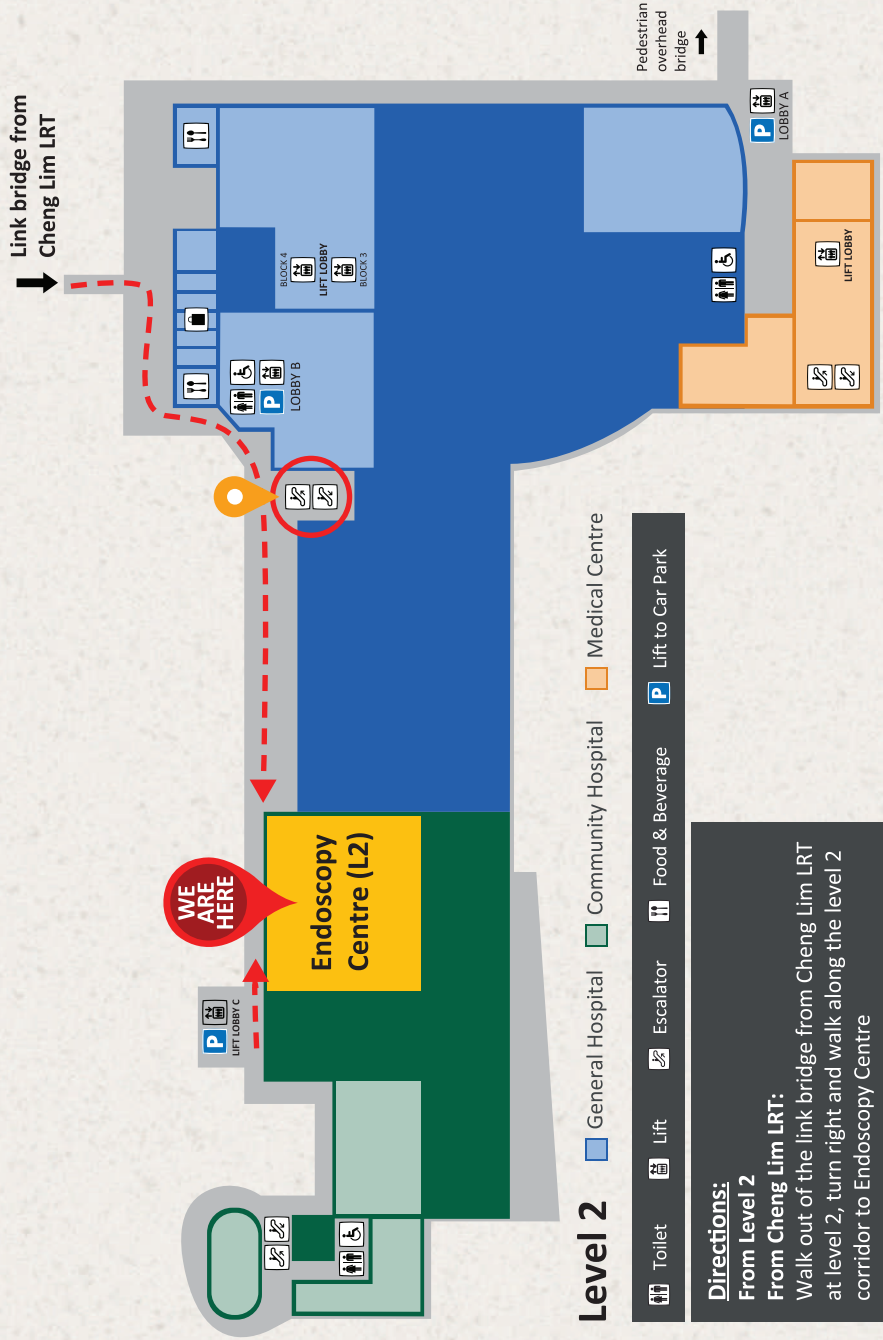 Link bridge from
Cheng Lim LRT
Pedestrian
overhead
bridge
P
LOBBY A
BLOCK 4
LIFT LOBBY
BLOCK 3
P
LOBBY B
LIFT LOBBY
WE
ARE
HERE
Endoscopy
Centre (L2)
P
LIFT LOBBY C
Level 2
General Hospital
Community Hospital
Medical Centre
Toilet
Lift
Escalator
Food & Beverage
P
Lift to Car Park
Directions:
From Level 2
From Cheng Lim LRT:
Walk out of the link bridge from Cheng Lim LRT
at level 2, turn right and walk along the level 2
corridor to Endoscopy Centre